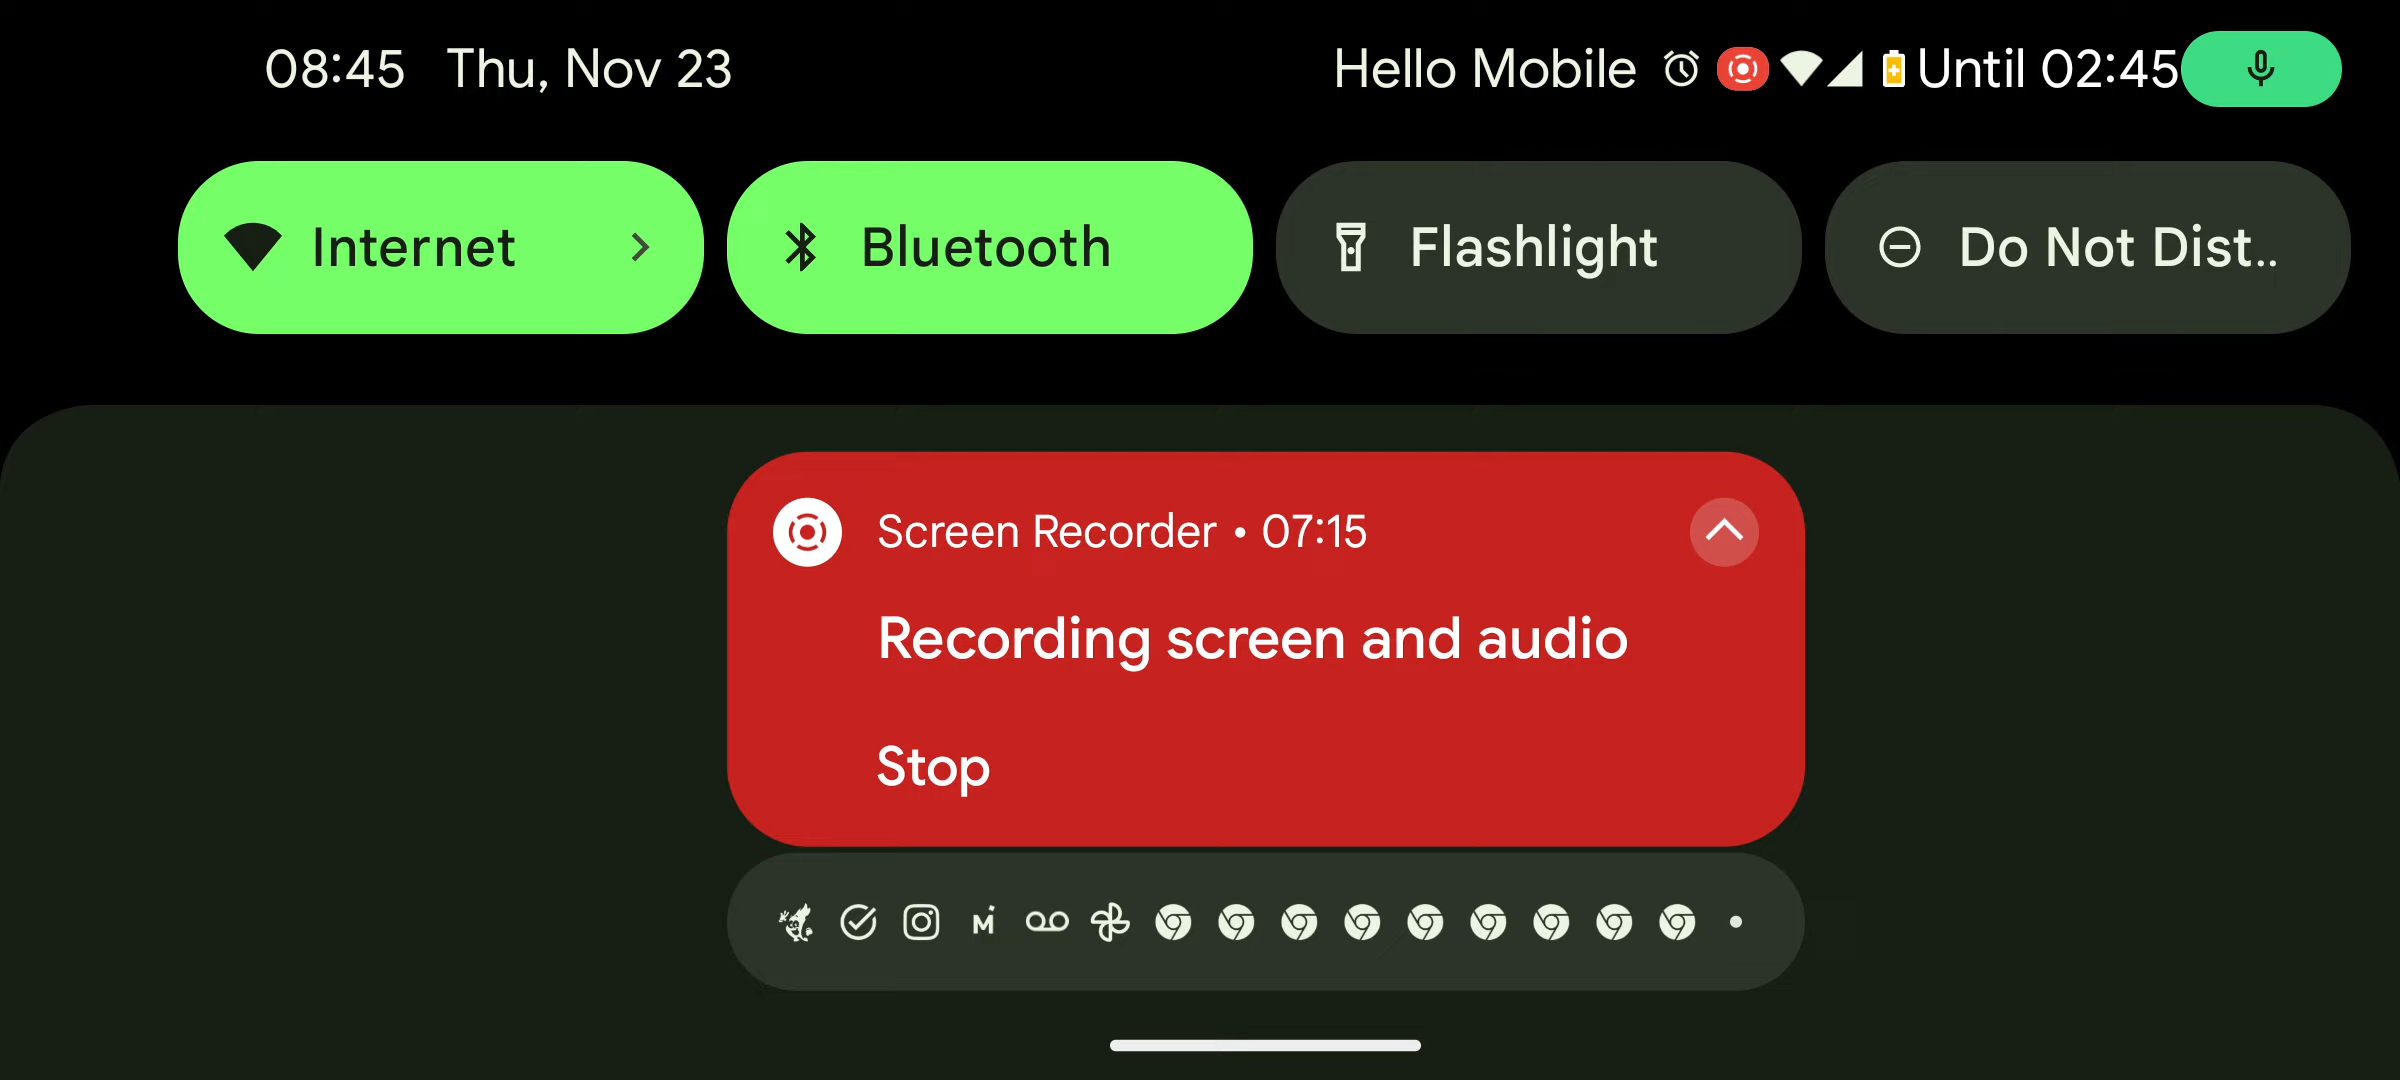 08:45 Thu, Nov 23 Hello Mobile Until 02:45
Internet Bluetooth Flashlight Do Not Dist..
Screen Recorder • 07:15
Recording screen and audio
Stop